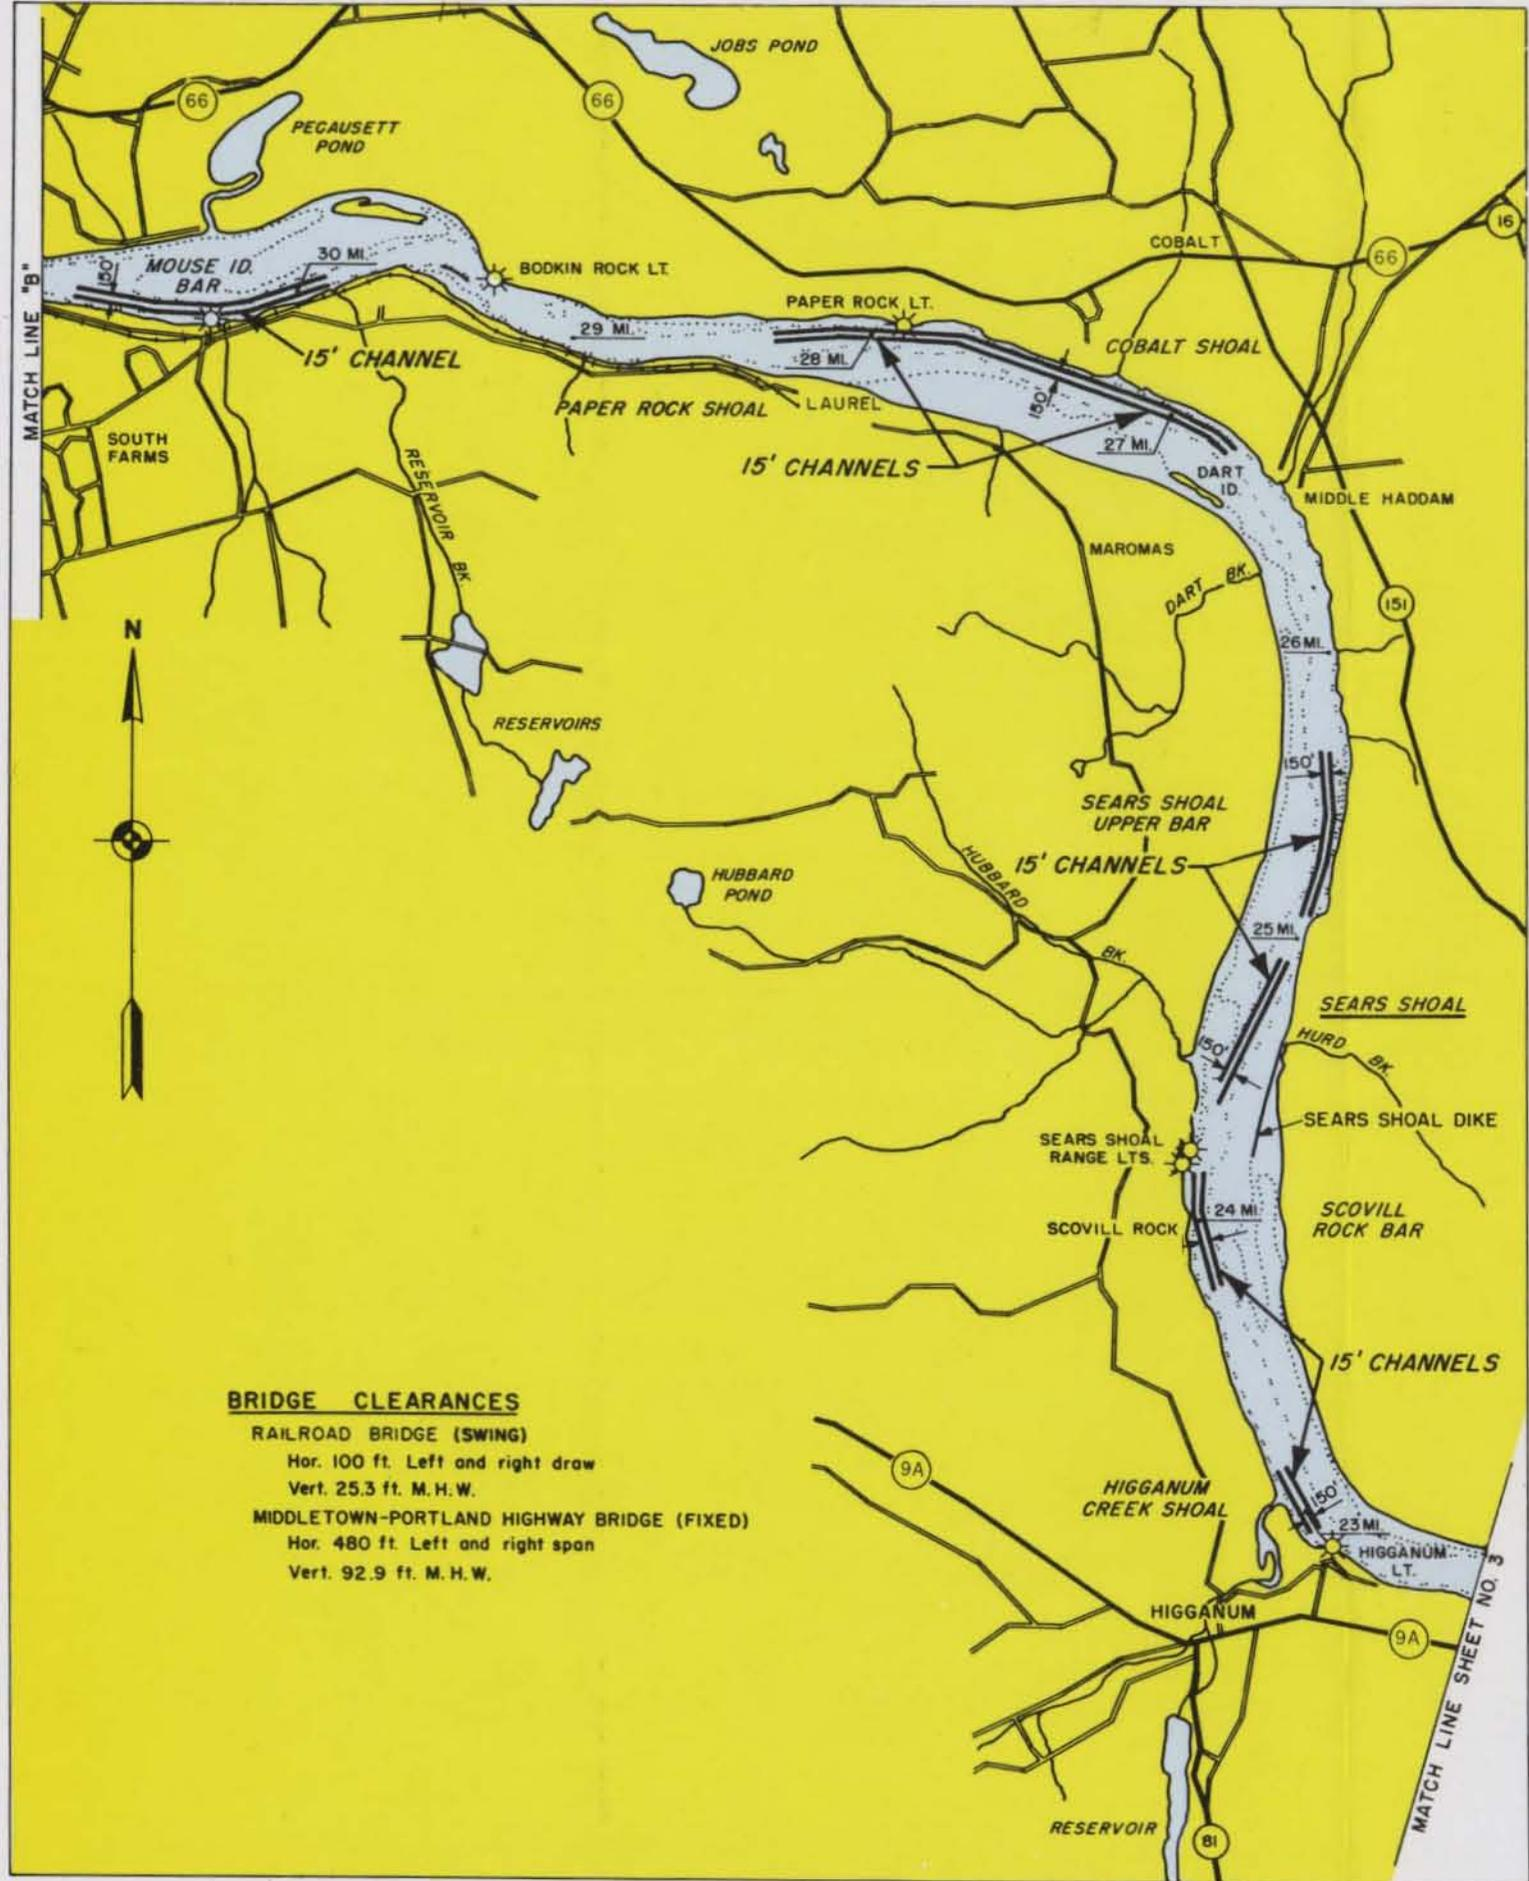 JOBS POND
66
66
PECAUSETT
POND
16
COBALT
66
MATCH LINE "B"
150'
MOUSE ID.
BAR
30 MI.
BODKIN ROCK LT.
PAPER ROCK LT.
29 MI.
28 MI.
COBALT SHOAL
15' CHANNEL
150'
PAPER ROCK SHOAL
LAUREL
27 MI.
SOUTH
FARMS
15' CHANNELS
DART
ID.
MIDDLE HADDAM
RESERVOIR BK.
MAROMAS
DART BK.
151
N
26 MI.
RESERVOIRS
150'
SEARS SHOAL
UPPER BAR
15' CHANNELS
HUBBARD BK.
HUBBARD
POND
25 MI.
SEARS SHOAL
150'
HURD BK.
SEARS SHOAL DIKE
SEARS SHOAL
RANGE LTS.
24 MI.
SCOVILL ROCK
SCOVILL
ROCK BAR
15' CHANNELS
BRIDGE CLEARANCES
RAILROAD BRIDGE (SWING)
Hor. 100 ft. Left and right draw
Vert. 25.3 ft. M.H.W.
MIDDLETOWN-PORTLAND HIGHWAY BRIDGE (FIXED)
Hor. 480 ft. Left and right span
Vert. 92.9 ft. M.H.W.
9A
HIGGANUM
CREEK SHOAL
150'
23 MI.
HIGGANUM
LT.
HIGGANUM
9A
MATCH LINE SHEET NO. 3
RESERVOIR
81